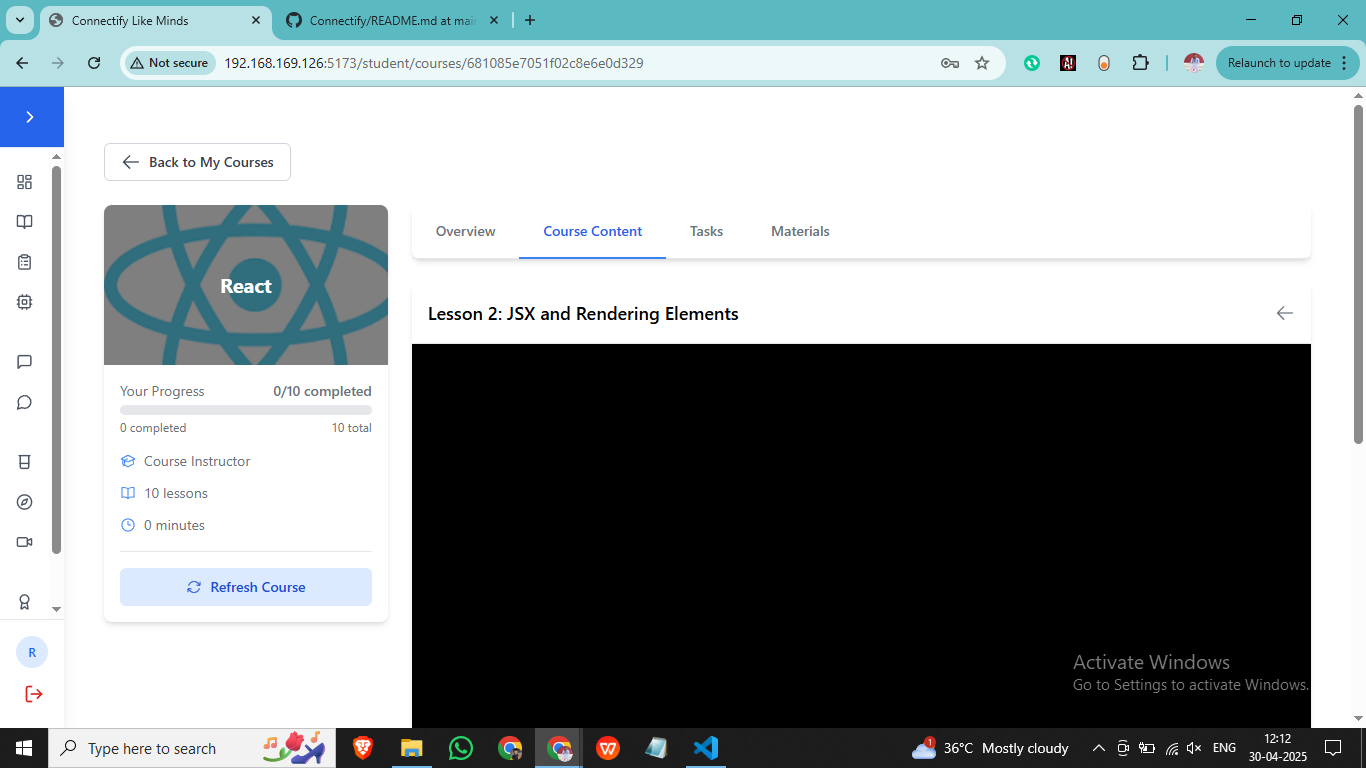 Connectify Like Minds
Connectify/README.md at mai
Not secure
192.168.169.126:5173/student/courses/681085e7051f02c8e6e0d329
Relaunch to update
Back to My Courses
React
Your Progress
0/10 completed
0 completed
10 total
Course Instructor
10 lessons
0 minutes
Refresh Course
Overview
Course Content
Tasks
Materials
Lesson 2: JSX and Rendering Elements
R
Activate Windows
Go to Settings to activate Windows.
Type here to search
1
36°C Mostly cloudy
ENG
12:12
30-04-2025